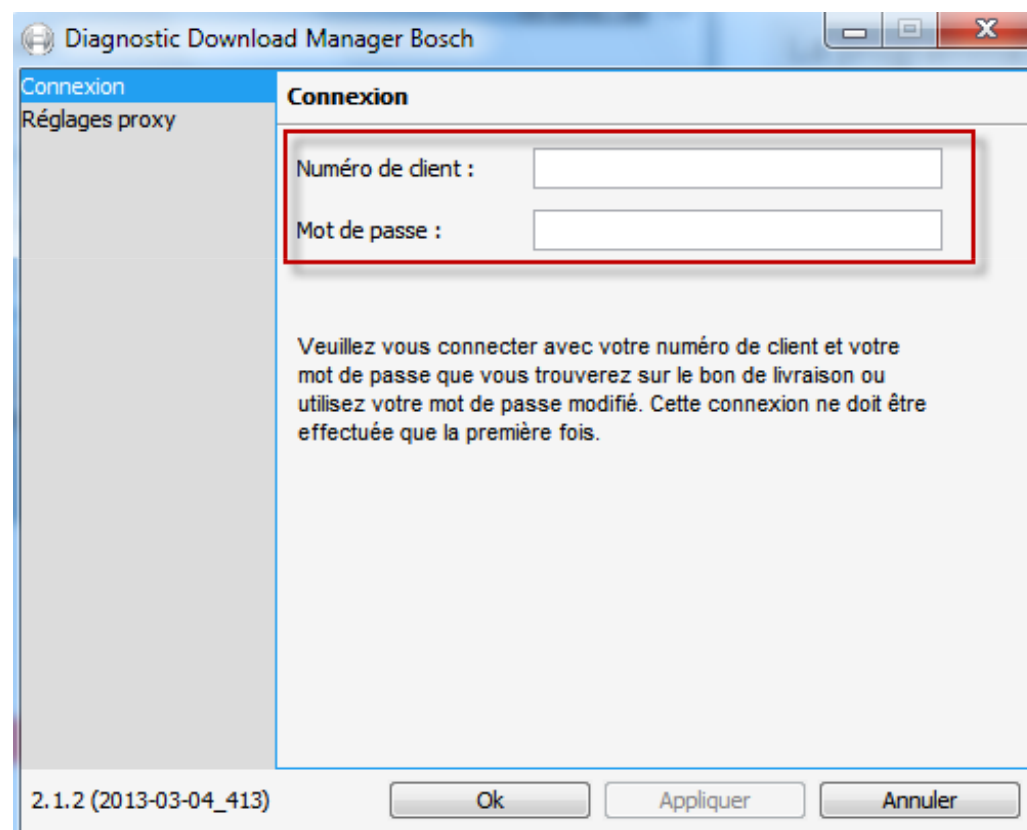 Diagnostic Download Manager Bosch
Connexion
Réglages proxy
Connexion
Numéro de client :
Mot de passe :
Veuillez vous connecter avec votre numéro de client et votre
mot de passe que vous trouverez sur le bon de livraison ou
utilisez votre mot de passe modifié. Cette connexion ne doit être
effectuée que la première fois.
2.1.2 (2013-03-04_413)
Ok
Appliquer
Annuler